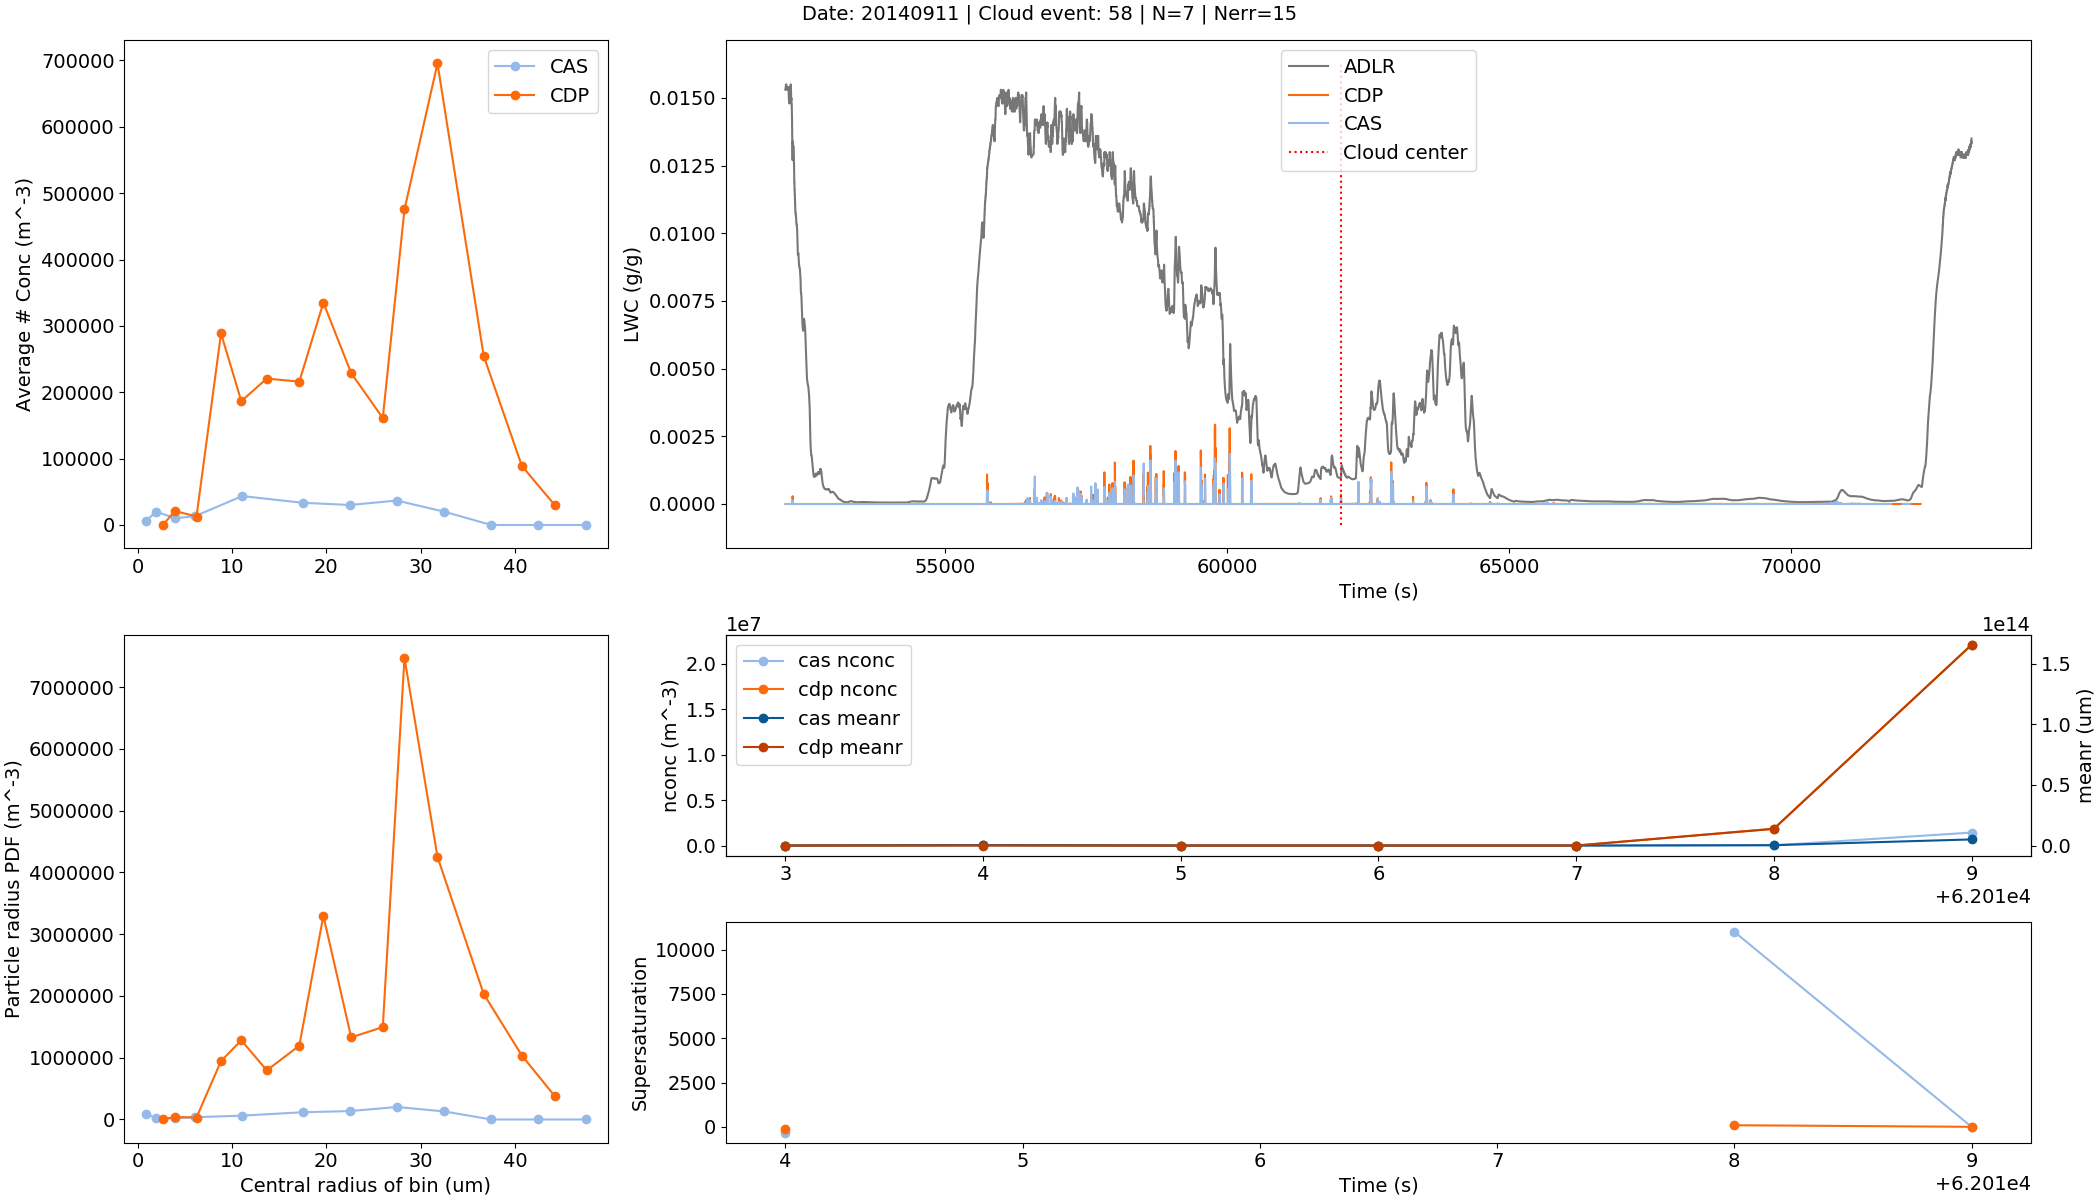 Date: 20140911 | Cloud event: 58 | N=7 | Nerr=15
Average # Conc (m^-3)
700000
600000
500000
400000
300000
200000
100000
0
CAS
CDP
0 10 20 30 40
LWC (g/g)
0.0150
0.0125
0.0100
0.0075
0.0050
0.0025
0.0000
ADLR
CDP
CAS
Cloud center
55000 60000 65000 70000
Time (s)
Particle radius PDF (m^-3)
7000000
6000000
5000000
4000000
3000000
2000000
1000000
0
0 10 20 30 40
Central radius of bin (um)
1e7
1e14
nconc (m^-3)
2.0
1.5
1.0
0.5
0.0
cas nconc
cdp nconc
cas meanr
cdp meanr
1.5
1.0
0.5
0.0
meanr (um)
3 4 5 6 7 8 9
+6.201e4
Supersaturation
10000
7500
5000
2500
0
4 5 6 7 8 9
Time (s)
+6.201e4